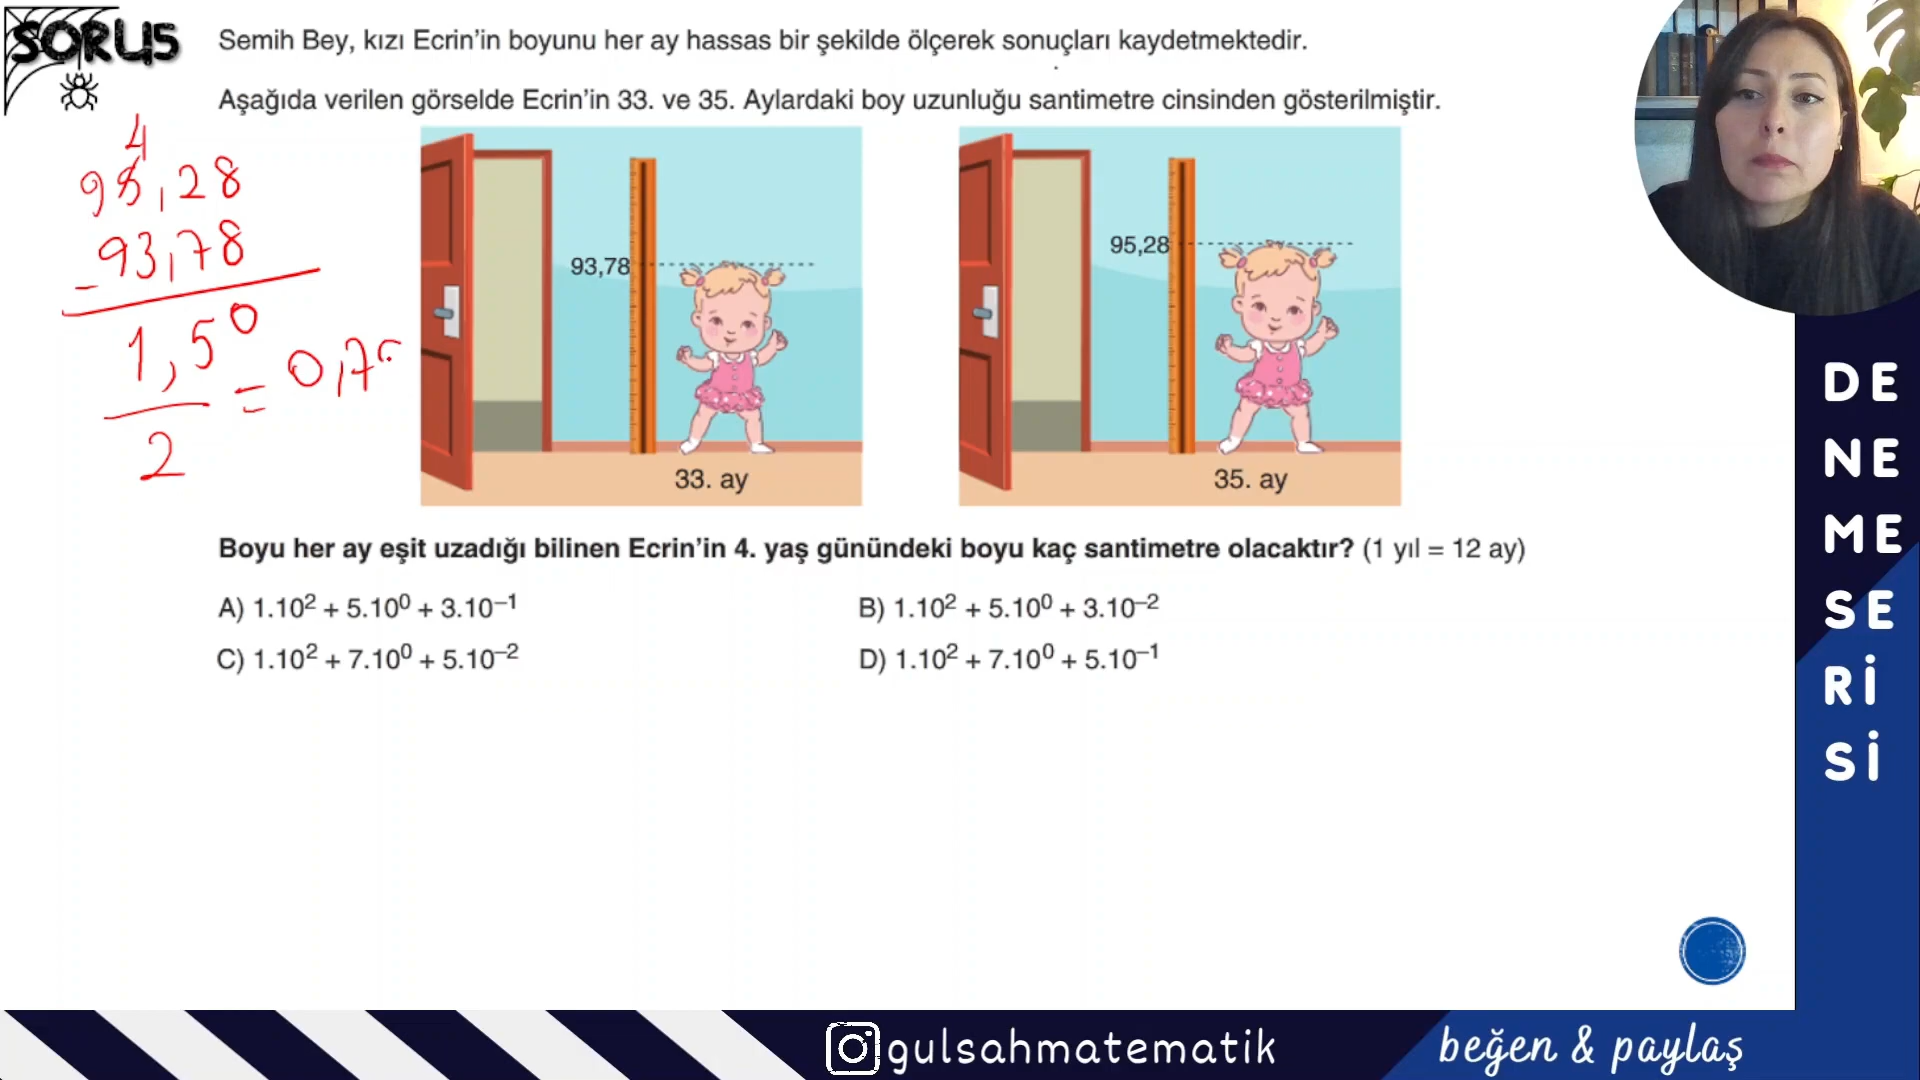 SORU5
Semih Bey, kızı Ecrin'in boyunu her ay hassas bir şekilde ölçerek sonuçları kaydetmektedir.
Aşağıda verilen görselde Ecrin'in 33. ve 35. Aylardaki boy uzunluğu santimetre cinsinden gösterilmiştir.
4
95,28
-93,78
1,50
2
= 0,75
93,78
33. ay
95,28
35. ay
Boyu her ay eşit uzadığı bilinen Ecrin'in 4. yaş günündeki boyu kaç santimetre olacaktır? (1 yıl = 12 ay)
A) 1.10² + 5.10⁰ + 3.10⁻¹
B) 1.10² + 5.10⁰ + 3.10⁻²
C) 1.10² + 7.10⁰ + 5.10⁻²
D) 1.10² + 7.10⁰ + 5.10⁻¹
DE
NE
ME
SE
Rİ
Sİ
gulsahmatematik
beğen & paylaş